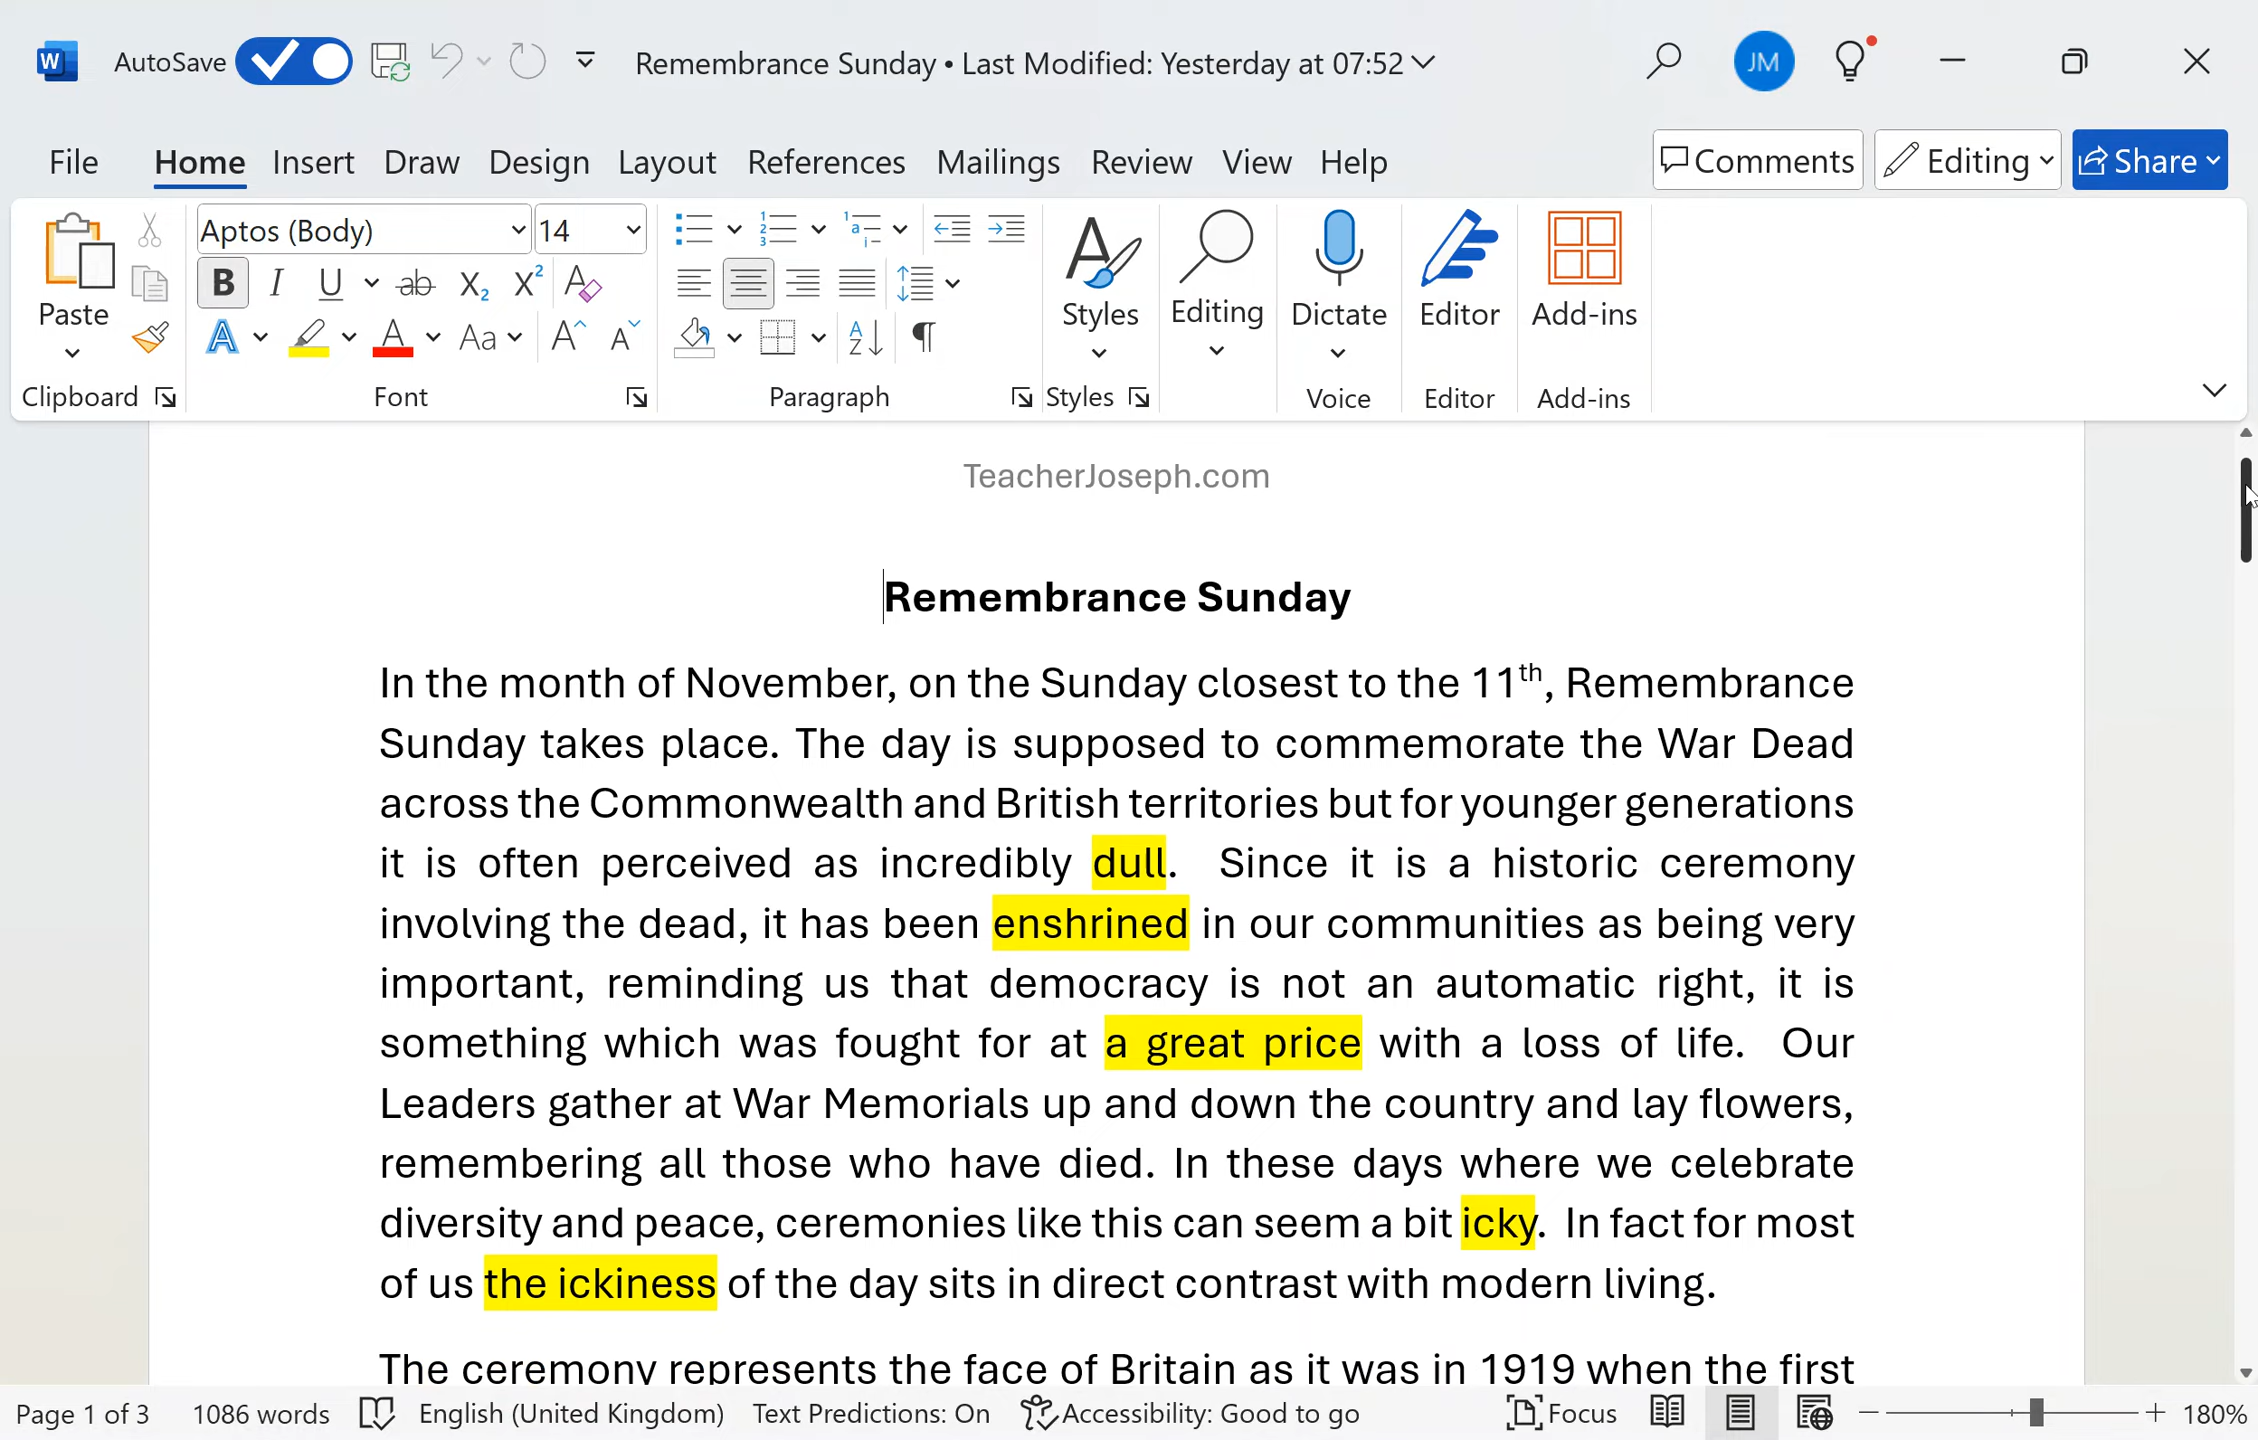 AutoSave
Remembrance Sunday • Last Modified: Yesterday at 07:52
JM
File Home Insert Draw Design Layout References Mailings Review View Help
Comments Editing Share
Aptos (Body) 14
Paste
Styles Editing Dictate Editor Add-ins
Clipboard Font Paragraph Styles Voice Editor Add-ins
TeacherJoseph.com
Remembrance Sunday
In the month of November, on the Sunday closest to the 11th, Remembrance
Sunday takes place. The day is supposed to commemorate the War Dead
across the Commonwealth and British territories but for younger generations
it is often perceived as incredibly dull.  Since it is a historic ceremony
involving the dead, it has been enshrined in our communities as being very
important, reminding us that democracy is not an automatic right, it is
something which was fought for at a great price with a loss of life.  Our
Leaders gather at War Memorials up and down the country and lay flowers,
remembering all those who have died. In these days where we celebrate
diversity and peace, ceremonies like this can seem a bit icky.  In fact for most
of us the ickiness of the day sits in direct contrast with modern living.
The ceremony represents the face of Britain as it was in 1919 when the first
Page 1 of 3 1086 words English (United Kingdom) Text Predictions: On Accessibility: Good to go Focus 180%